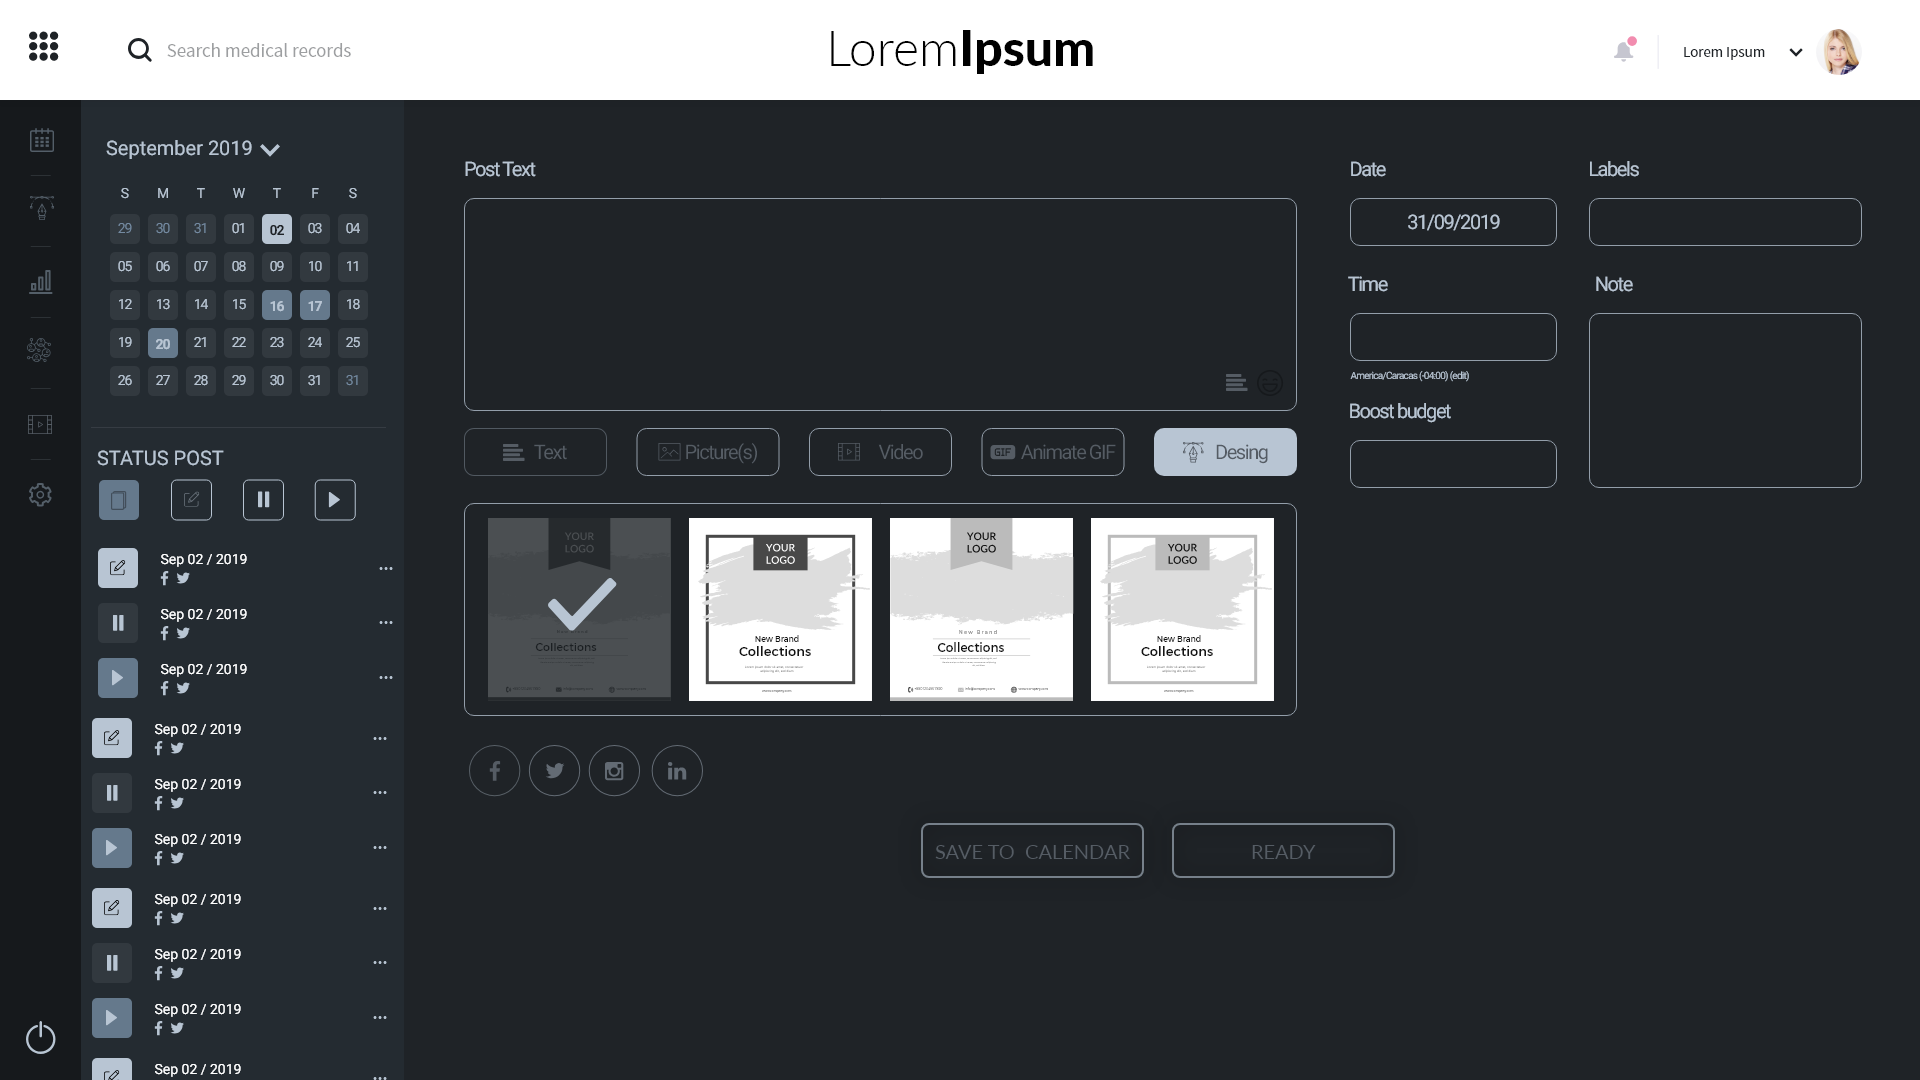 Search medical records
LoremIpsum
Lorem Ipsum
September 2019
S M T W T F S
29 30 31 01 02 03 04
05 06 07 08 09 10 11
12 13 14 15 16 17 18
19 20 21 22 23 24 25
26 27 28 29 30 31 31
STATUS POST
Sep 02 / 2019
Sep 02 / 2019
Sep 02 / 2019
Sep 02 / 2019
Sep 02 / 2019
Sep 02 / 2019
Sep 02 / 2019
Sep 02 / 2019
Sep 02 / 2019
Sep 02 / 2019
Post Text
Text
Picture(s)
Video
GIF Animate GIF
Desing
YOUR
LOGO
New Brand
Collections
YOUR
LOGO
New Brand
Collections
YOUR
LOGO
New Brand
Collections
YOUR
LOGO
New Brand
Collections
SAVE TO CALENDAR
READY
Date
31/09/2019
Labels
Time
America/Caracas (-04:00) (edit)
Note
Boost budget